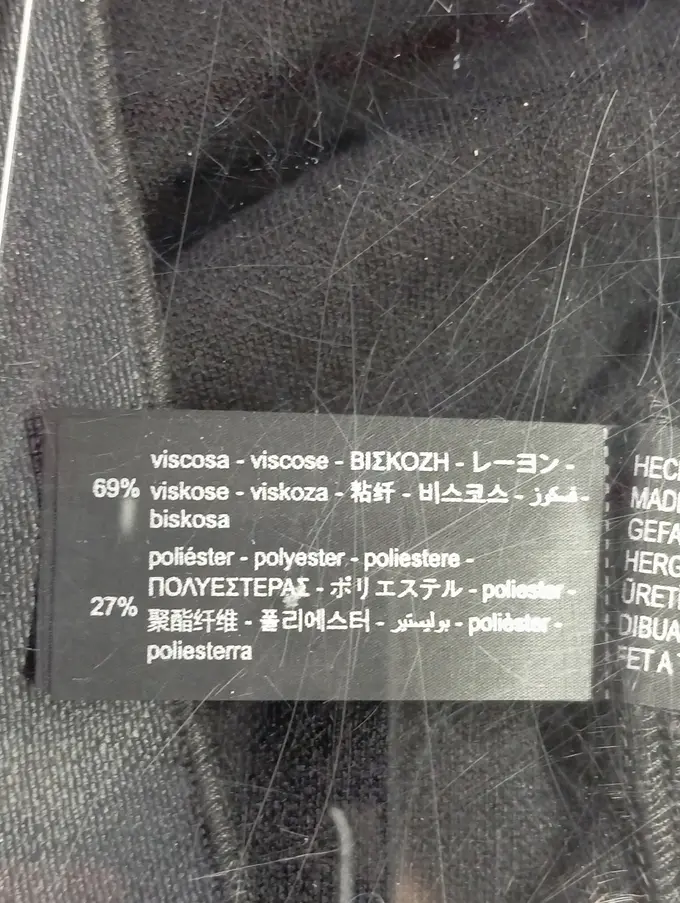 69%
viscosa - viscose - ΒΙΣΚΟΖΗ - レーヨン -
viskose - viskoza - 粘纤 - 비스코스 - فسكوز -
biskosa
27%
poliéster - polyester - poliestere -
ΠΟΛΥΕΣΤΕΡΑΣ - ポリエステル - poliester -
聚酯纤维 - 폴리에스터 - بوليستير - polièster -
poliesterra
HEC
MADE
GEFA
HERG
ÜRET
DIBUA
FET A